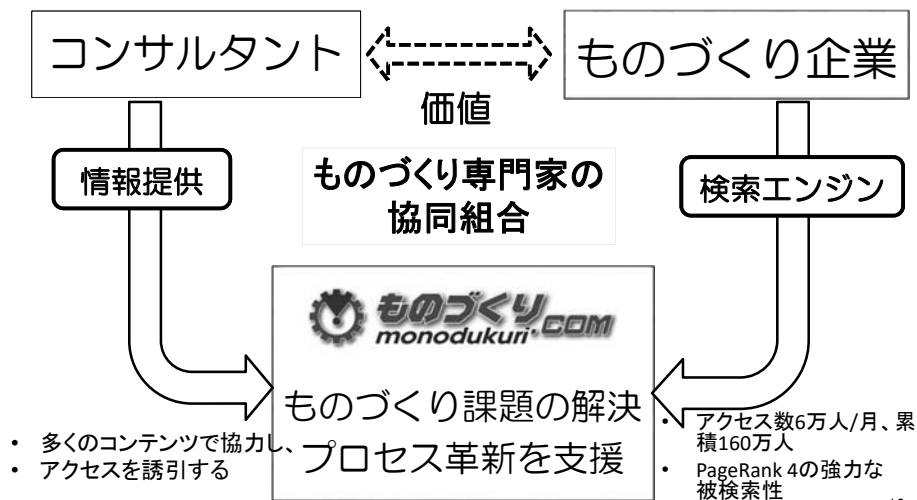 コンサルタント
ものづくり企業
価値
情報提供
ものづくり専門家の
協同組合
検索エンジン
ものづくり.com
monodukuri
ものづくり課題の解決
プロセス革新を支援
• 多くのコンテンツで協力し、
• アクセスを誘引する
• アクセス数6万人/月、累
積160万人
• PageRank 4の強力な
被検索性